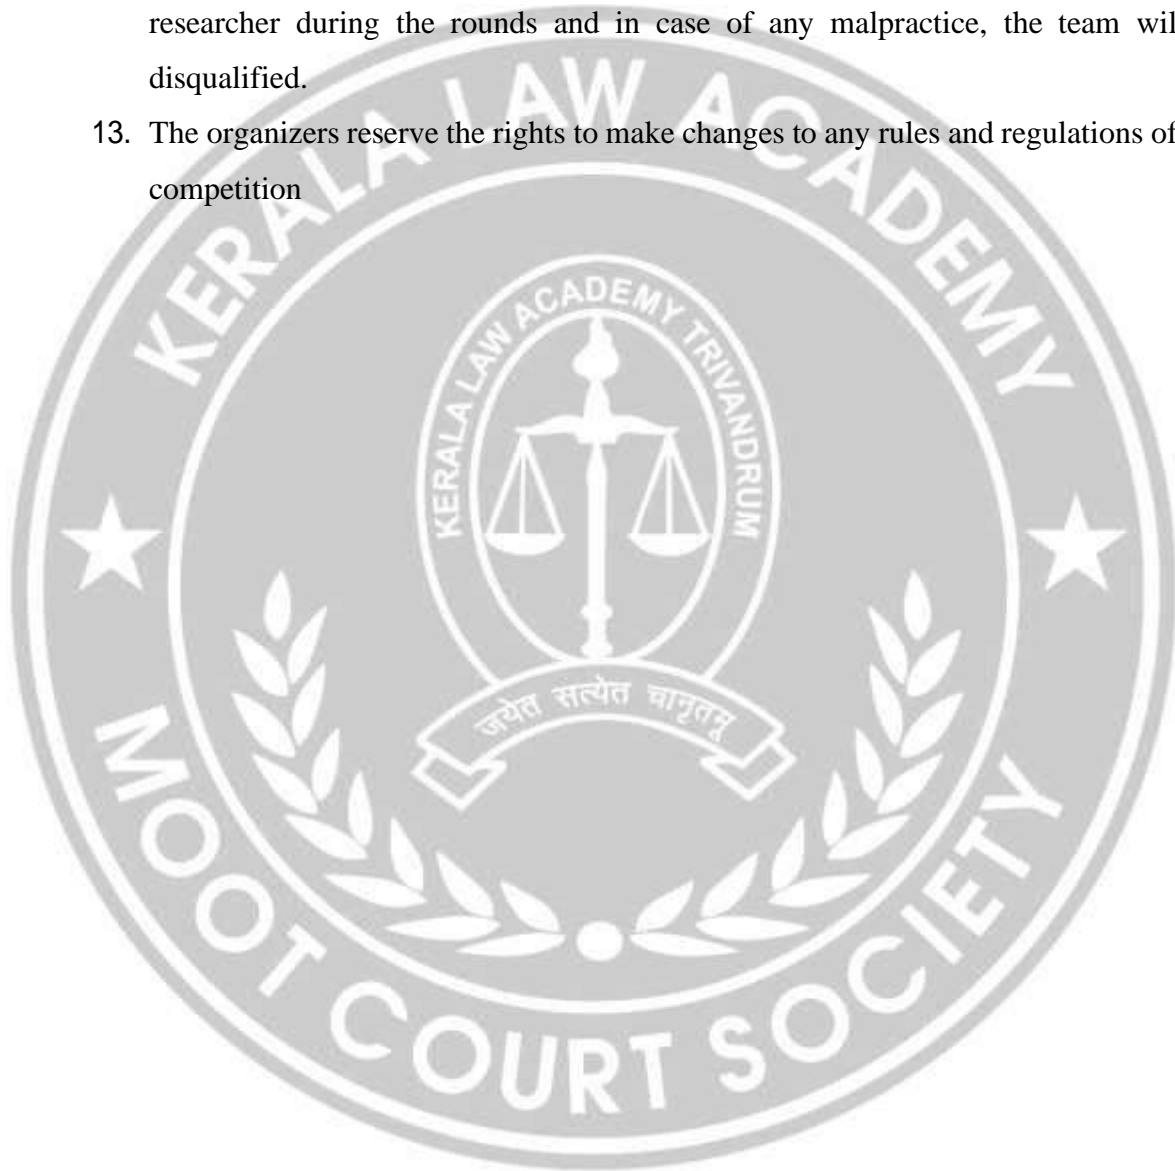 researcher during the rounds and in case of any malpractice, the team wil
disqualified.
13. The organizers reserve the rights to make changes to any rules and regulations of
competition
KERALA LAW ACADEMY
KERALA LAW ACADEMY TRIVANDRUM
जयेत सत्येत चानृतमू
MOOT COURT SOCIETY